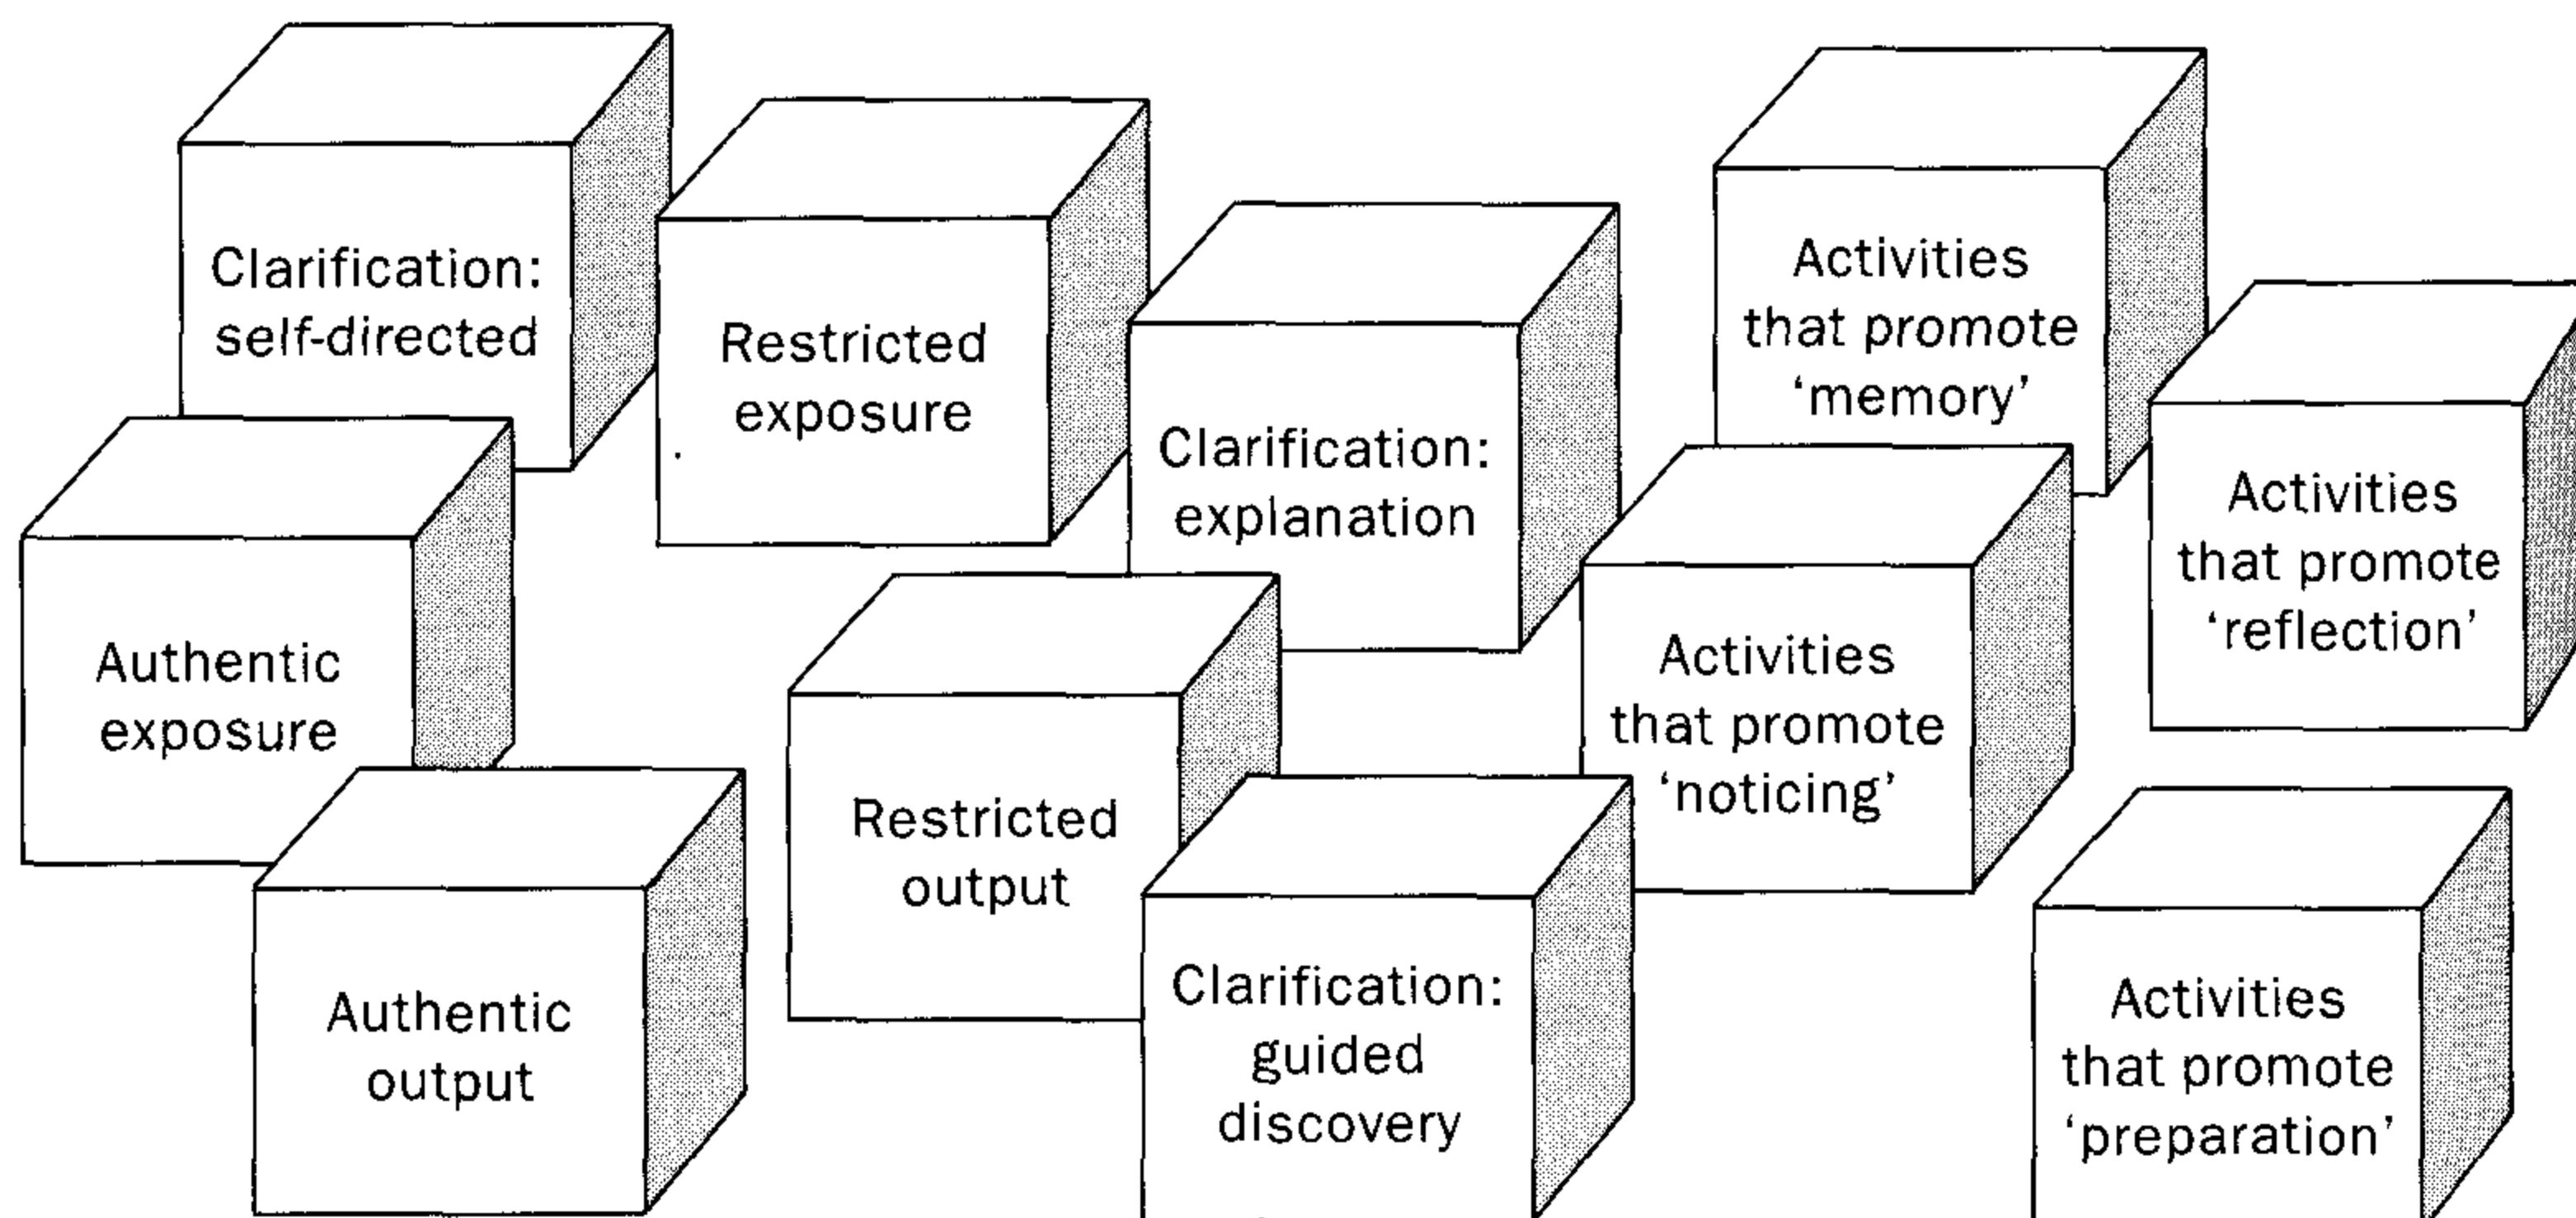 Clarification:
self-directed
Restricted
exposure
Clarification:
explanation
Activities
that promote
‘memory’
Activities
that promote
‘reflection’
Authentic
exposure
Restricted
output
Activities
that promote
‘noticing’
Authentic
output
Clarification:
guided
discovery
Activities
that promote
‘preparation’